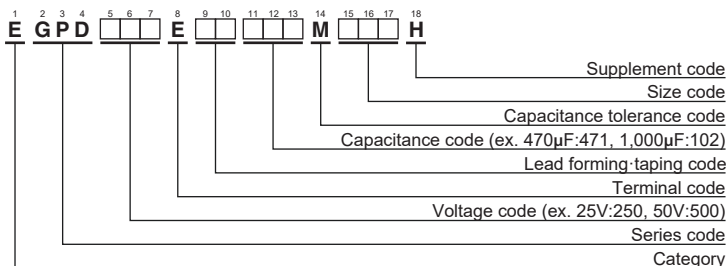 1 2 3 4 5 6 7 8 9 10 11 12 13 14 15 16 17 18
E GPD E M H
Supplement code
Size code
Capacitance tolerance code
Capacitance code (ex. 470µF:471, 1,000µF:102)
Lead forming·taping code
Terminal code
Voltage code (ex. 25V:250, 50V:500)
Series code
Category